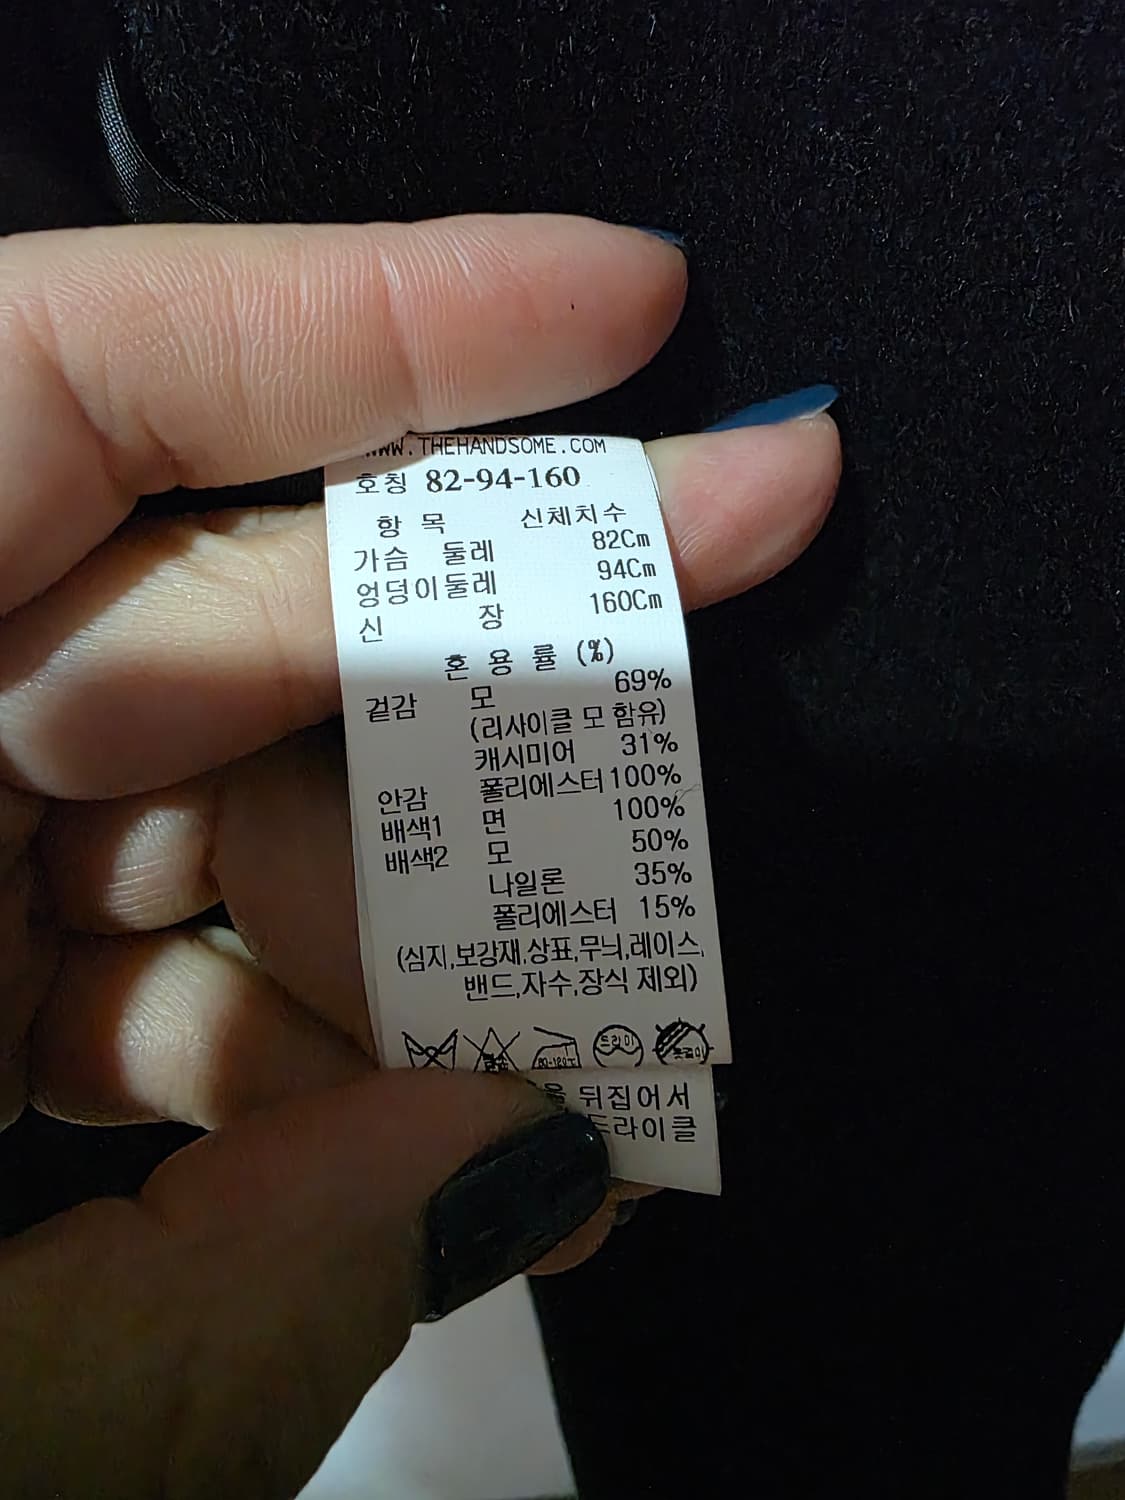 WWW.THEHANDSOME.COM
호칭 82-94-160
항 목 신체치수
가슴 둘레 82Cm
엉덩이둘레 94Cm
신 장 160Cm
혼 용 률 (%)
겉감 모 69%
(리사이클 모 함유)
캐시미어 31%
안감 폴리에스터 100%
배색1 면 100%
배색2 모 50%
나일론 35%
폴리에스터 15%
(심지,보강재,상표,무늬,레이스,
밴드,자수,장식 제외)
드라이
을 뒤집어서
드라이클